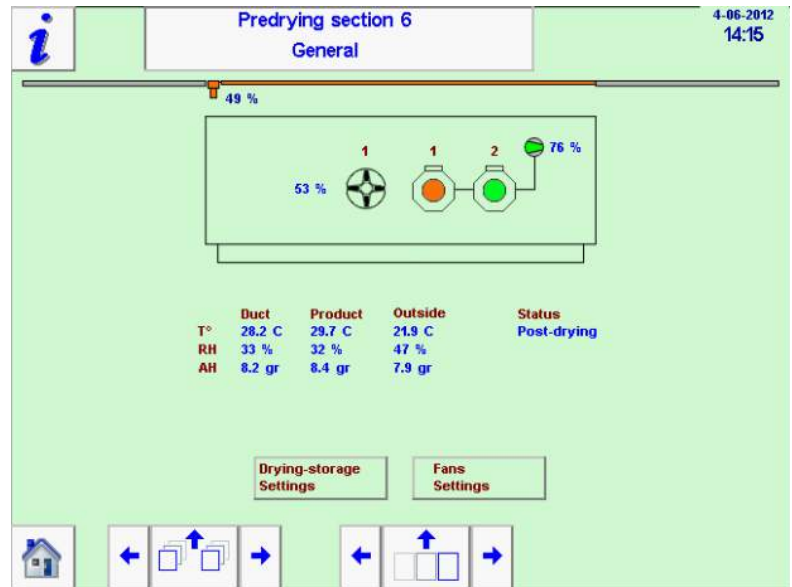 i
Predrying section 6
General
4-06-2012
14:15
49 %
1 1 2
76 %
53 %
Duct Product Outside Status
T° 28.2 C 29.7 C 21.9 C Post-drying
RH 33 % 32 % 47 %
AH 8.2 gr 8.4 gr 7.9 gr
Drying-storage
Settings
Fans
Settings